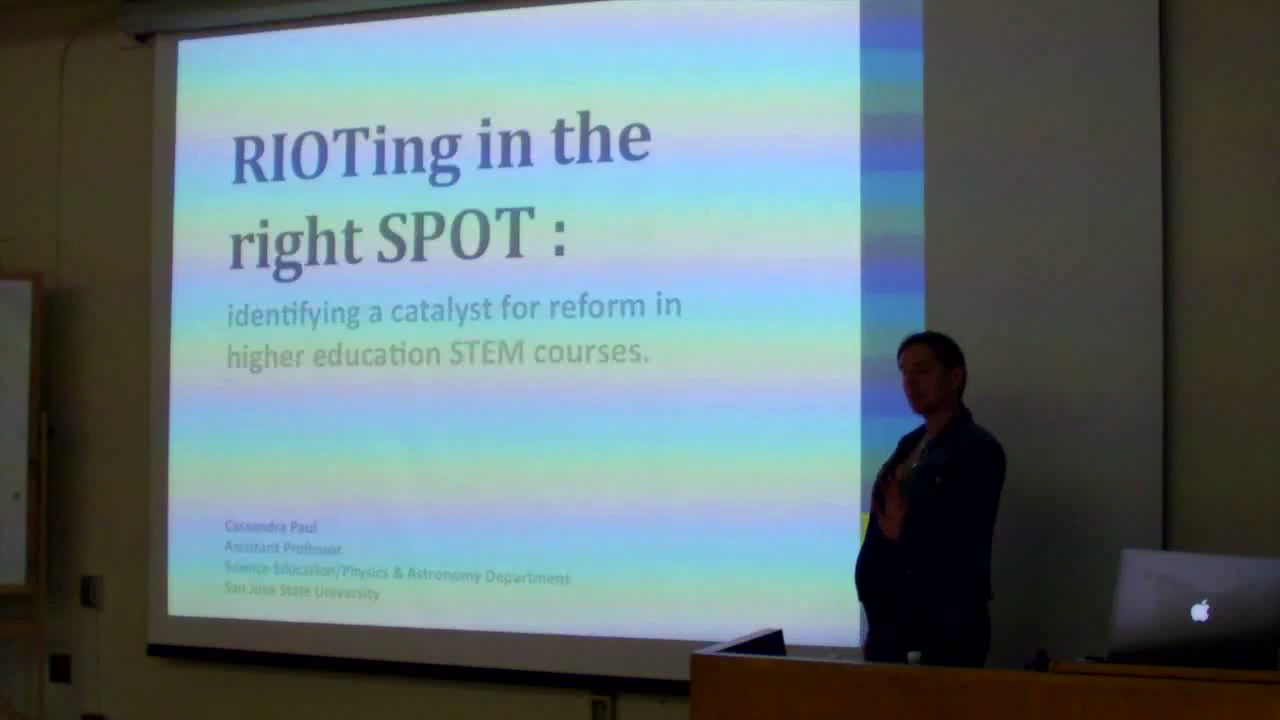 RIOTing in the
right SPOT :
identifying a catalyst for reform in
higher education STEM courses.
Cassandra Paul
Assistant Professor
Science Education/Physics & Astronomy Department
San Jose State University